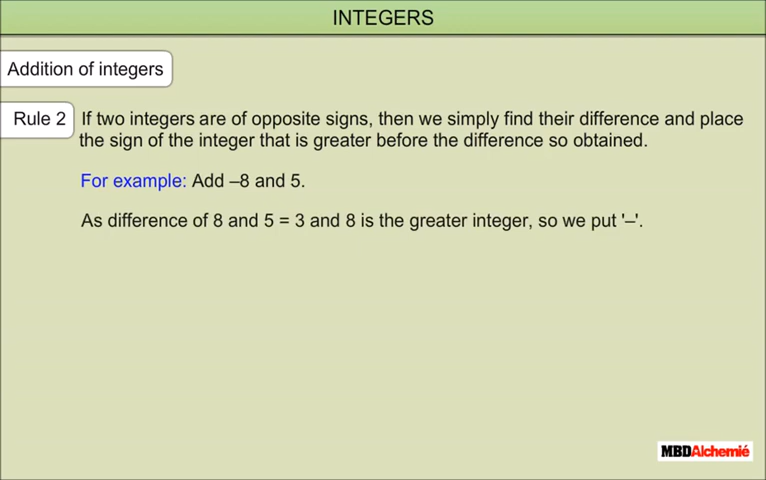 INTEGERS
Addition of integers
Rule 2 If two integers are of opposite signs, then we simply find their difference and place
the sign of the integer that is greater before the difference so obtained.
For example: Add –8 and 5.
As difference of 8 and 5 = 3 and 8 is the greater integer, so we put '–'.
MBDAlchemié